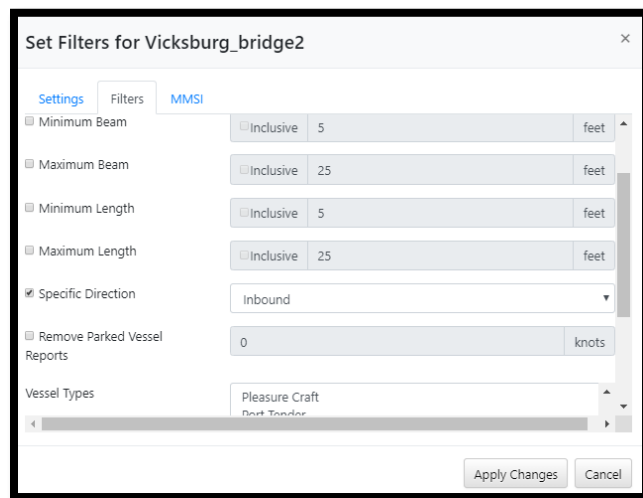 Set Filters for Vicksburg_bridge2 ×
Settings Filters MMSI
Minimum Beam Inclusive 5 feet
Maximum Beam Inclusive 25 feet
Minimum Length Inclusive 5 feet
Maximum Length Inclusive 25 feet
Specific Direction Inbound
Remove Parked Vessel
Reports
0 knots
Vessel Types Pleasure Craft
Port Tender
Apply Changes Cancel